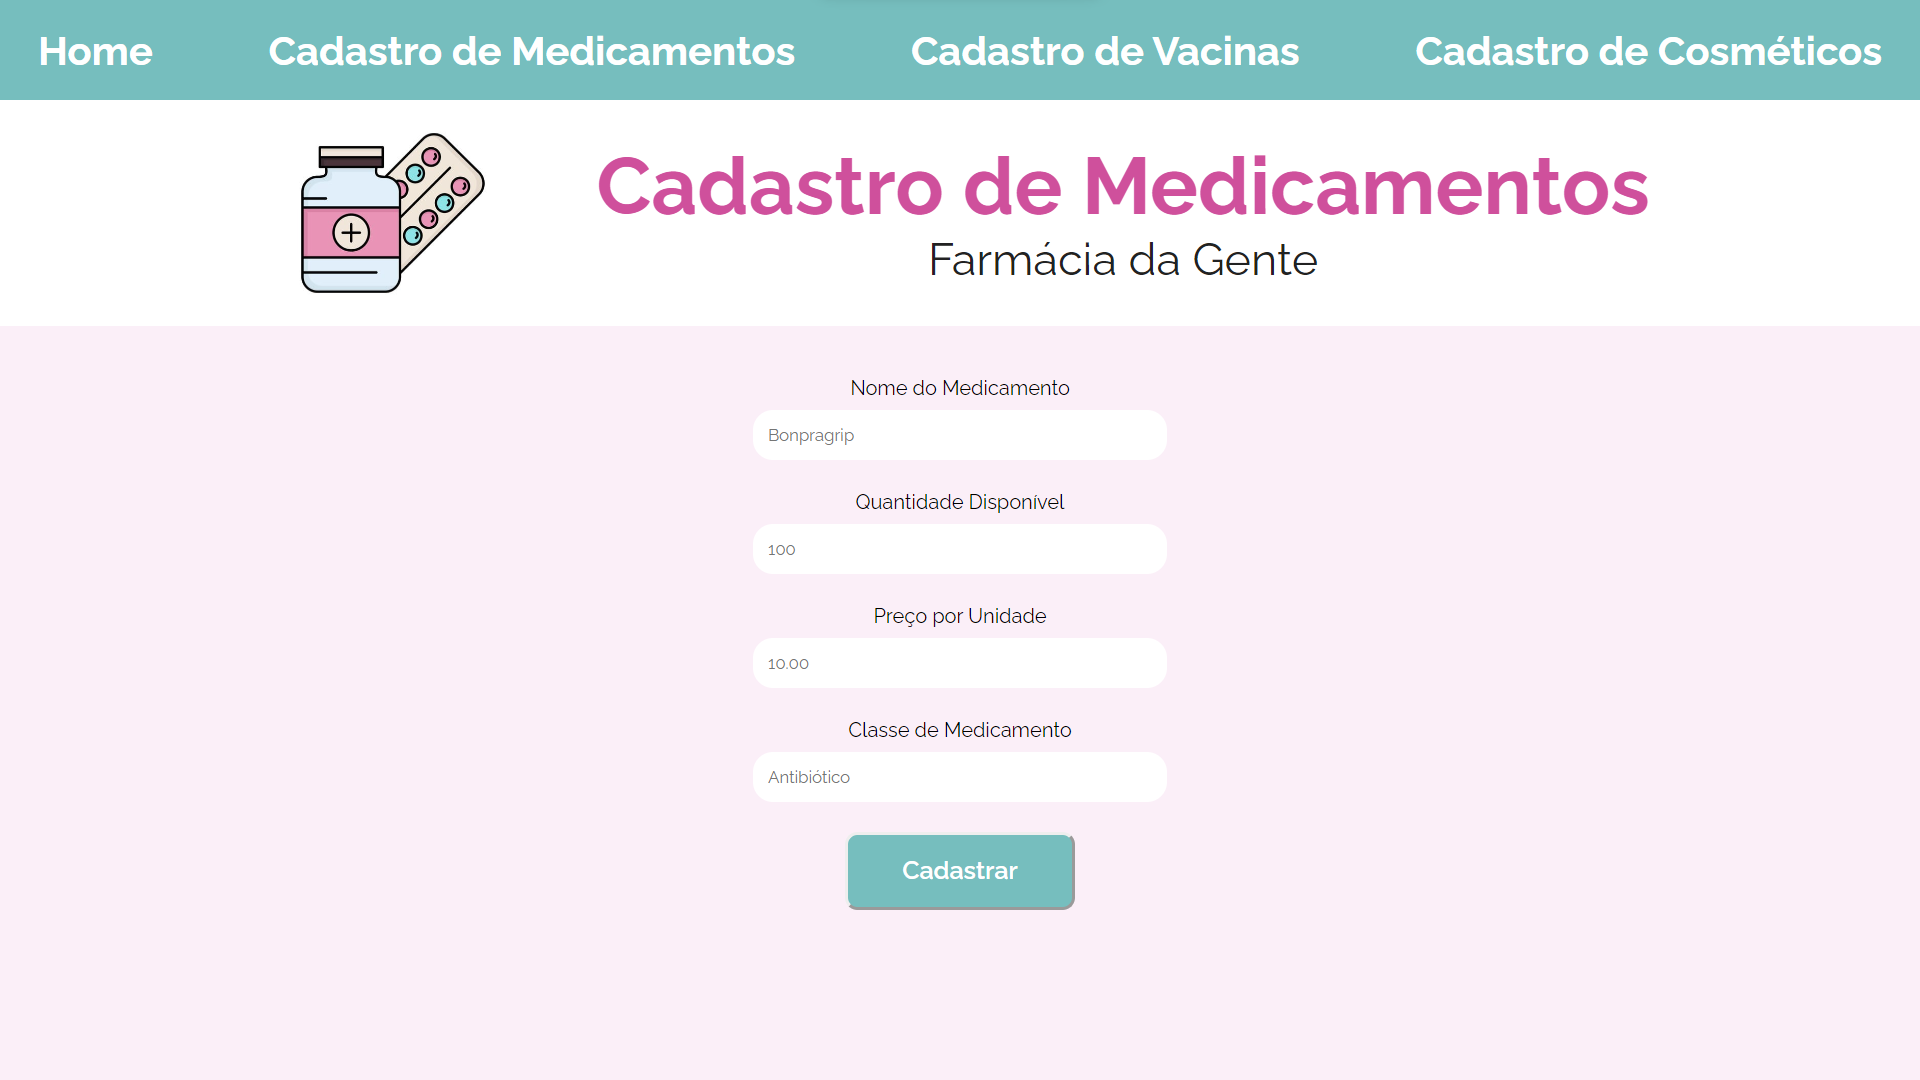 Home Cadastro de Medicamentos Cadastro de Vacinas Cadastro de Cosméticos
Cadastro de Medicamentos
Farmácia da Gente
Nome do Medicamento
Bonpragrip
Quantidade Disponível
100
Preço por Unidade
10.00
Classe de Medicamento
Antibiótico
Cadastrar